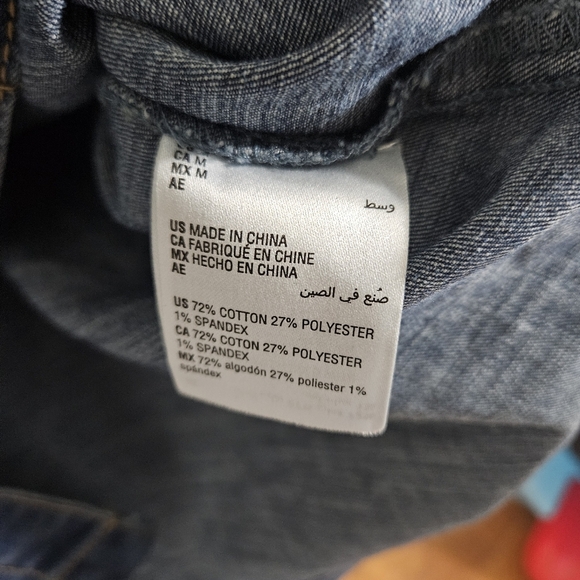 CA M
MX M
AE
وسط
US MADE IN CHINA
CA FABRIQUÉ EN CHINE
MX HECHO EN CHINA
AE
صُنع في الصين
US 72% COTTON 27% POLYESTER
1% SPANDEX
CA 72% COTON 27% POLYESTER
1% SPANDEX
MX 72% algodón 27% poliester 1%
spándex